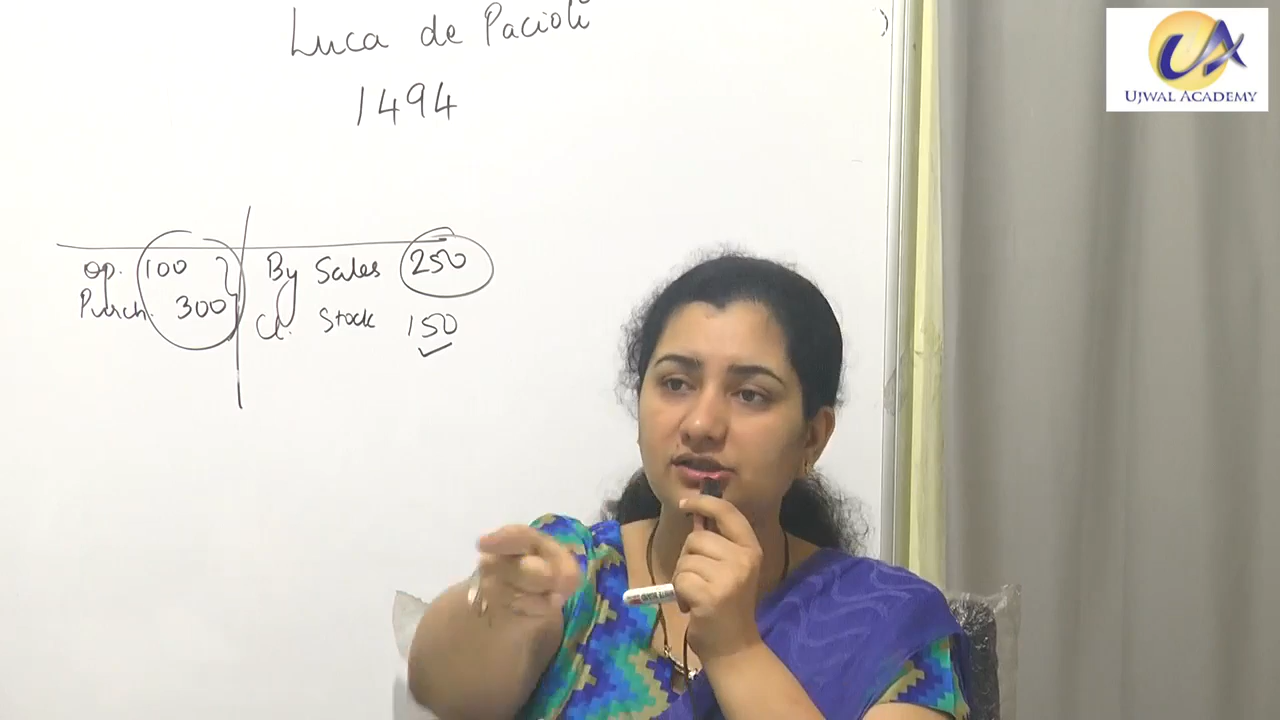 Luca de Pacioli
1494
UJWAL ACADEMY
Op. 100 By Sales 250
Purch. 300 Cl. Stock 150